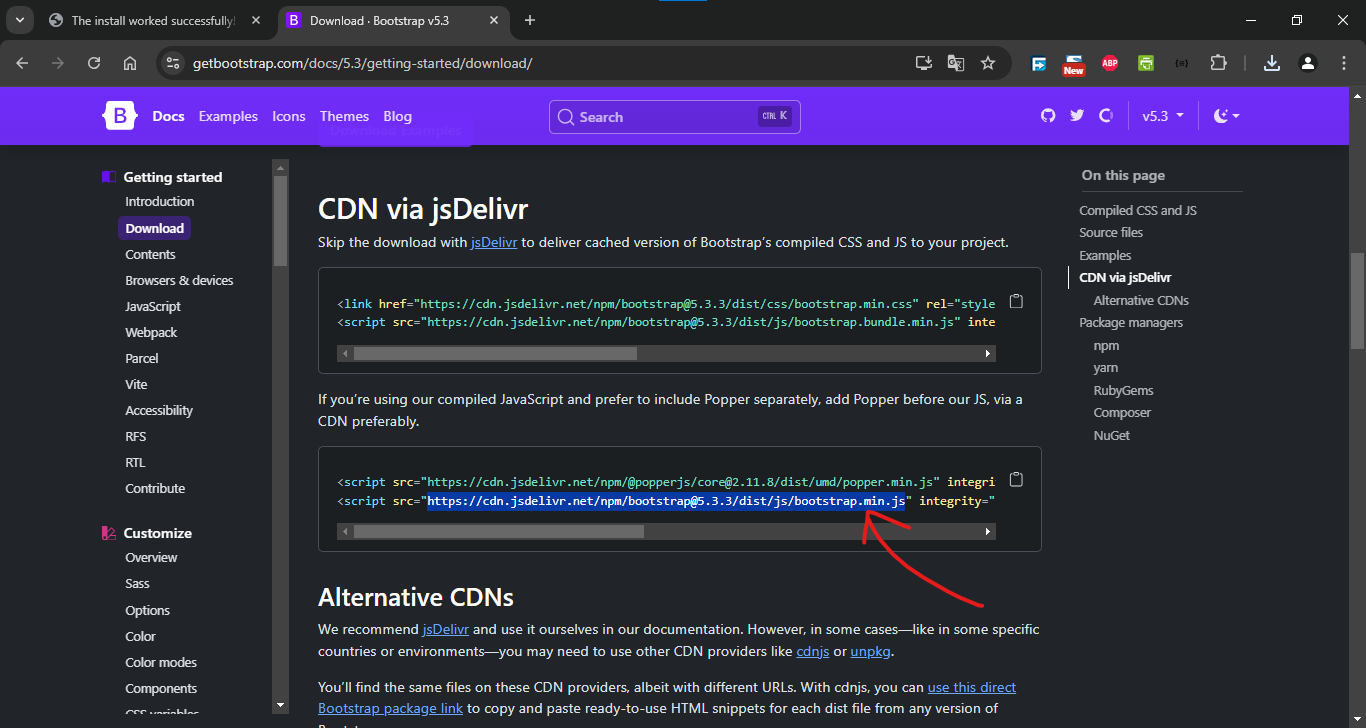 The install worked successfully!
Download · Bootstrap v5.3
getbootstrap.com/docs/5.3/getting-started/download/
New
ABP
B
Docs
Examples
Icons
Themes
Blog
Search
CTRL K
v5.3
Download Examples
Getting started
Introduction
Download
Contents
Browsers & devices
JavaScript
Webpack
Parcel
Vite
Accessibility
RFS
RTL
Contribute
Customize
Overview
Sass
Options
Color
Color modes
Components
CSS variables
CDN via jsDelivr
Skip the download with jsDelivr to deliver cached version of Bootstrap’s compiled CSS and JS to your project.
<link href="https://cdn.jsdelivr.net/npm/bootstrap@5.3.3/dist/css/bootstrap.min.css" rel="style
<script src="https://cdn.jsdelivr.net/npm/bootstrap@5.3.3/dist/js/bootstrap.bundle.min.js" inte
If you’re using our compiled JavaScript and prefer to include Popper separately, add Popper before our JS, via a
CDN preferably.
<script src="https://cdn.jsdelivr.net/npm/@popperjs/core@2.11.8/dist/umd/popper.min.js" integri
<script src="https://cdn.jsdelivr.net/npm/bootstrap@5.3.3/dist/js/bootstrap.min.js" integrity="
Alternative CDNs
We recommend jsDelivr and use it ourselves in our documentation. However, in some cases—like in some specific
countries or environments—you may need to use other CDN providers like cdnjs or unpkg.
You’ll find the same files on these CDN providers, albeit with different URLs. With cdnjs, you can use this direct
Bootstrap package link to copy and paste ready-to-use HTML snippets for each dist file from any version of
On this page
Compiled CSS and JS
Source files
Examples
CDN via jsDelivr
Alternative CDNs
Package managers
npm
yarn
RubyGems
Composer
NuGet